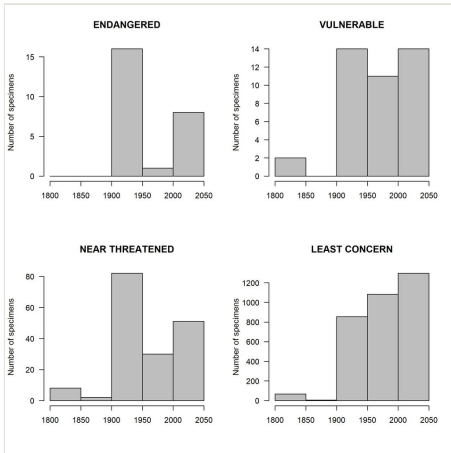 ENDANGERED
Number of specimens
15
10
5
0
1800 1850 1900 1950 2000 2050
VULNERABLE
Number of specimens
14
12
10
8
6
4
2
0
1800 1850 1900 1950 2000 2050
NEAR THREATENED
Number of specimens
80
60
40
20
0
1800 1850 1900 1950 2000 2050
LEAST CONCERN
Number of specimens
1200
1000
800
600
400
200
0
1800 1850 1900 1950 2000 2050